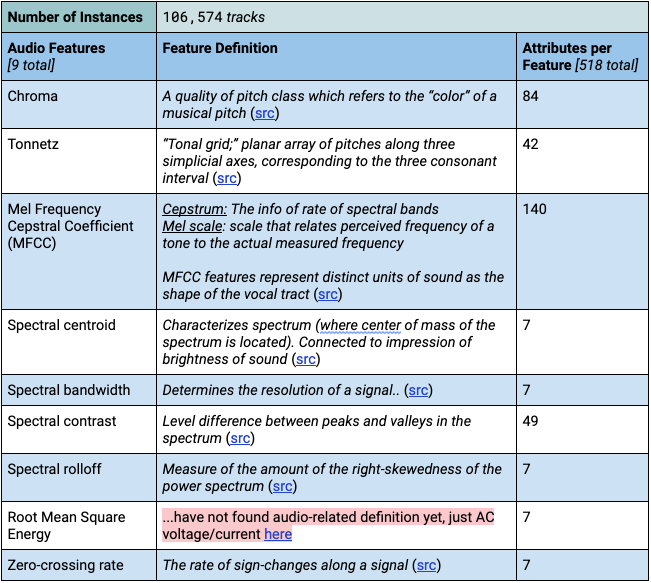 Number of Instances 106,574 tracks
Audio Features Feature Definition Attributes per
[9 total] Feature [518 total]
Chroma A quality of pitch class which refers to the “color” of a 84
musical pitch (src)
Tonnetz “Tonal grid;” planar array of pitches along three 42
simplicial axes, corresponding to the three consonant
interval (src)
Mel Frequency Cepstrum: The info of rate of spectral bands 140
Cepstral Coefficient Mel scale: scale that relates perceived frequency of a
(MFCC) tone to the actual measured frequency
MFCC features represent distinct units of sound as the
shape of the vocal tract (src)
Spectral centroid Characterizes spectrum (where center of mass of the 7
spectrum is located). Connected to impression of
brightness of sound (src)
Spectral bandwidth Determines the resolution of a signal.. (src) 7
Spectral contrast Level difference between peaks and valleys in the 49
spectrum (src)
Spectral rolloff Measure of the amount of the right-skewedness of the 7
power spectrum (src)
Root Mean Square ...have not found audio-related definition yet, just AC 7
Energy voltage/current here
Zero-crossing rate The rate of sign-changes along a signal (src) 7